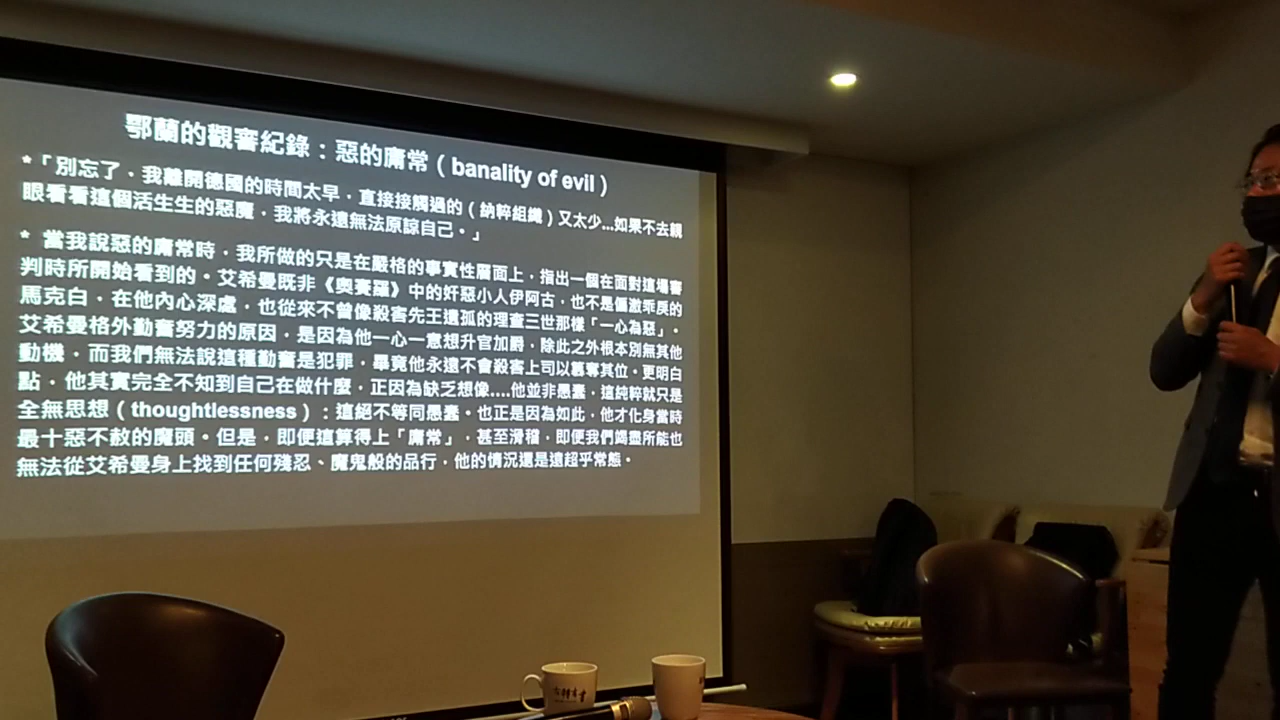 鄂蘭的觀審紀錄：惡的庸常（banality of evil）
*「別忘了，我離開德國的時間太早，直接接觸過的（納粹組織）又太少...如果不去親
眼看看這個活生生的惡魔，我將永遠無法原諒自己。」
* 當我說惡的庸常時，我所做的只是在嚴格的事實性層面上，指出一個在面對這場審
判時所開始看到的。艾希曼既非《奧賽羅》中的奸惡小人伊阿古，也不是偏激乖戾的
馬克白，在他內心深處，也從來不曾像殺害先王遺孤的理查三世那樣「一心為惡」。
艾希曼格外勤奮努力的原因，是因為他一心一意想升官加爵，除此之外根本別無其他
動機，而我們無法說這種勤奮是犯罪，畢竟他永遠不會殺害上司以篡奪其位。更明白
點，他其實完全不知到自己在做什麼，正因為缺乏想像....他並非愚蠢，這純粹就只是
全無思想（thoughtlessness）：這絕不等同愚蠢。也正是因為如此，他才化身當時
最十惡不赦的魔頭。但是，即便這算得上「庸常」，甚至滑稽，即便我們竭盡所能也
無法從艾希曼身上找到任何殘忍、魔鬼般的品行，他的情況還是遠超乎常態。